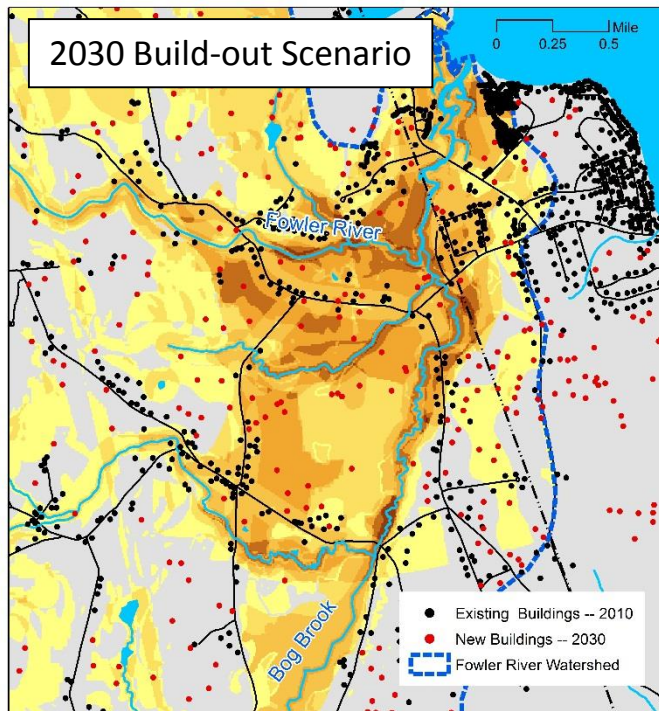 2030 Build-out Scenario
Mile
0 0.25 0.5
Fowler River
Bog Brook
Existing Buildings -- 2010
New Buildings -- 2030
Fowler River Watershed